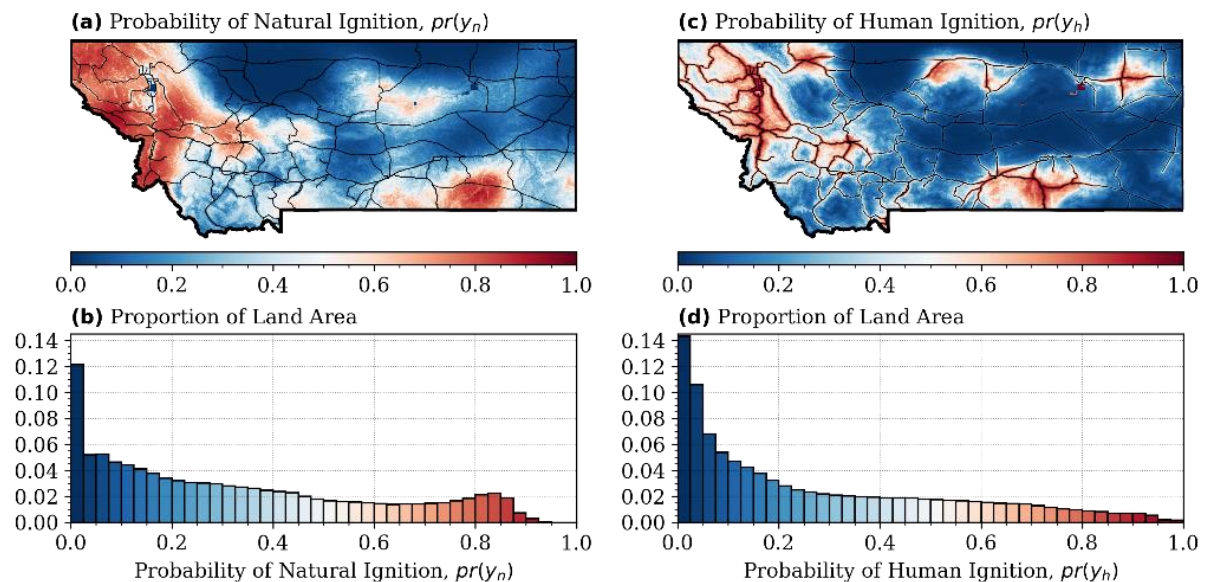 (a) Probability of Natural Ignition, pr(yₙ)
0.0 0.2 0.4 0.6 0.8 1.0
(b) Proportion of Land Area
0.14
0.12
0.10
0.08
0.06
0.04
0.02
0.00
0.0 0.2 0.4 0.6 0.8 1.0
Probability of Natural Ignition, pr(yₙ)
(c) Probability of Human Ignition, pr(yₕ)
0.0 0.2 0.4 0.6 0.8 1.0
(d) Proportion of Land Area
0.14
0.12
0.10
0.08
0.06
0.04
0.02
0.00
0.0 0.2 0.4 0.6 0.8 1.0
Probability of Human Ignition, pr(yₕ)